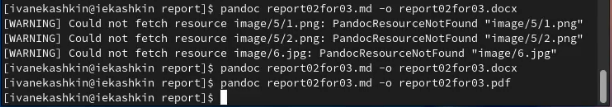 [ivanekashkin@iekashkin report]$ pandoc report02for03.md -o report02for03.docx
[WARNING] Could not fetch resource image/5/1.png: PandocResourceNotFound "image/5/1.png"
[WARNING] Could not fetch resource image/5/2.png: PandocResourceNotFound "image/5/2.png"
[WARNING] Could not fetch resource image/6.jpg: PandocResourceNotFound "image/6.jpg"
[ivanekashkin@iekashkin report]$ pandoc report02for03.md -o report02for03.docx
[ivanekashkin@iekashkin report]$ pandoc report02for03.md -o report02for03.pdf
[ivanekashkin@iekashkin report]$